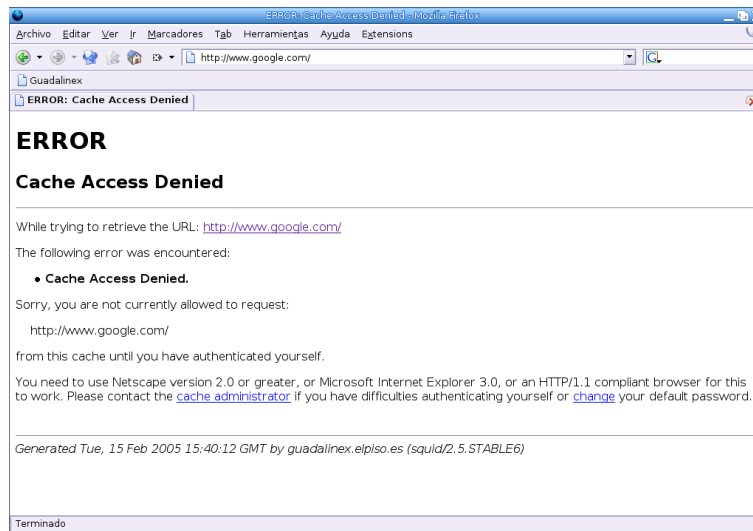 ERROR: Cache Access Denied - Mozilla Firefox
Archivo Editar Ver Ir Marcadores Tab Herramientas Ayuda Extensions
http://www.google.com/ G
Guadalinex
ERROR: Cache Access Denied
ERROR
Cache Access Denied
While trying to retrieve the URL: http://www.google.com/
The following error was encountered:
• Cache Access Denied.
Sorry, you are not currently allowed to request:
http://www.google.com/
from this cache until you have authenticated yourself.
You need to use Netscape version 2.0 or greater, or Microsoft Internet Explorer 3.0, or an HTTP/1.1 compliant browser for this
to work. Please contact the cache administrator if you have difficulties authenticating yourself or change your default password.
Generated Tue, 15 Feb 2005 15:40:12 GMT by guadalinex.elpiso.es (squid/2.5.STABLE6)
Terminado